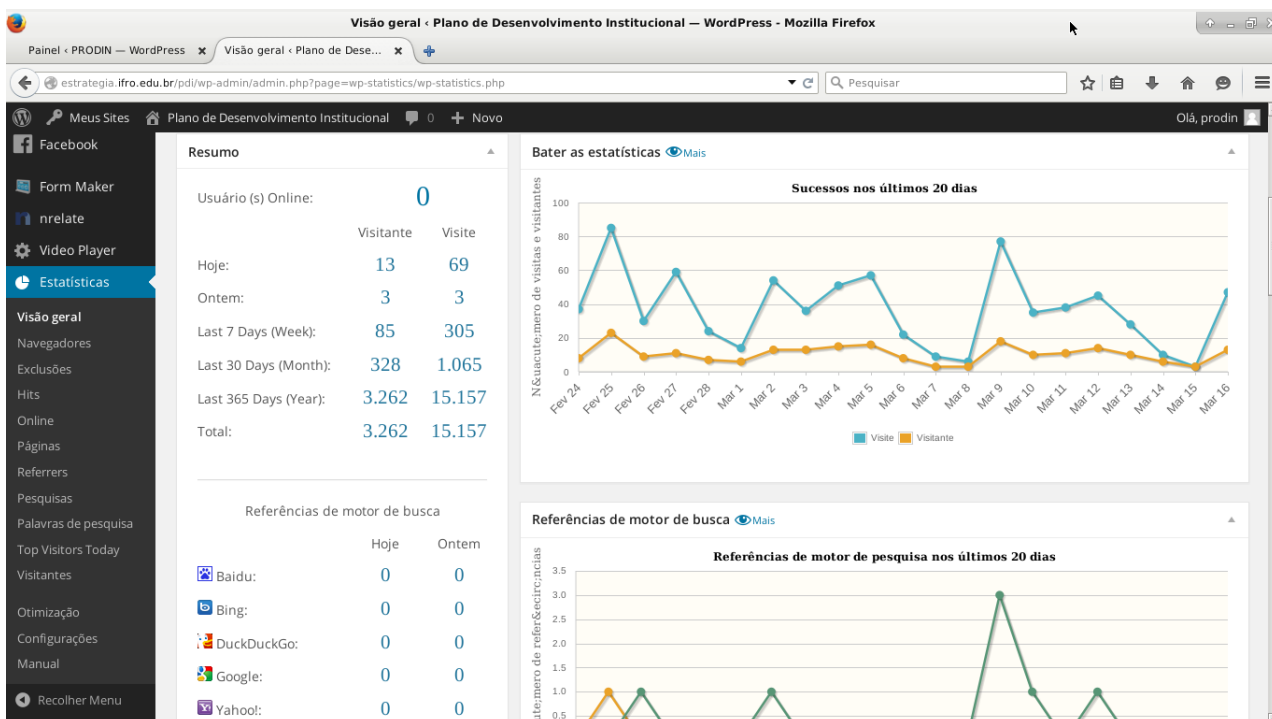 Visão geral ‹ Plano de Desenvolvimento Institucional — WordPress - Mozilla Firefox
Painel ‹ PRODIN — WordPress
Visão geral ‹ Plano de Dese...
estrategia.ifro.edu.br/pdi/wp-admin/admin.php?page=wp-statistics/wp-statistics.php
Pesquisar
Meus Sites
Plano de Desenvolvimento Institucional
0
Novo
Olá, prodin
Facebook
Form Maker
nrelate
Video Player
Estatísticas
Visão geral
Navegadores
Exclusões
Hits
Online
Páginas
Referrers
Pesquisas
Palavras de pesquisa
Top Visitors Today
Visitantes
Otimização
Configurações
Manual
Recolher Menu
Resumo
Usuário (s) Online: 0
Visitante Visite
Hoje: 13 69
Ontem: 3 3
Last 7 Days (Week): 85 305
Last 30 Days (Month): 328 1.065
Last 365 Days (Year): 3.262 15.157
Total: 3.262 15.157
Referências de motor de busca
Hoje Ontem
Baidu: 0 0
Bing: 0 0
DuckDuckGo: 0 0
Google: 0 0
Yahoo!: 0 0
Bater as estatísticas Mais
Sucessos nos últimos 20 dias
N&uacute;mero de visitas e visitantes
100
80
60
40
20
0
Fev 24 Fev 25 Fev 26 Fev 27 Fev 28 Mar 1 Mar 2 Mar 3 Mar 4 Mar 5 Mar 6 Mar 7 Mar 8 Mar 9 Mar 10 Mar 11 Mar 12 Mar 13 Mar 14 Mar 15 Mar 16
Visite Visitante
Referências de motor de busca Mais
Referências de motor de pesquisa nos últimos 20 dias
ute;mero de refer&ecirc;ncias
3.5
3.0
2.5
2.0
1.5
1.0
0.5